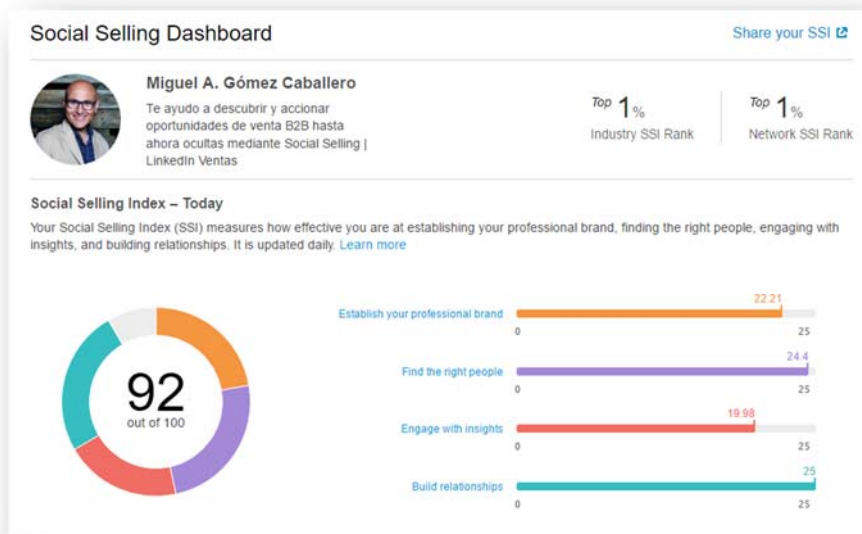 Social Selling Dashboard
Share your SSI
Miguel A. Gómez Caballero
Te ayudo a descubrir y accionar
oportunidades de venta B2B hasta
ahora ocultas mediante Social Selling |
LinkedIn Ventas
Top 1%
Industry SSI Rank
Top 1%
Network SSI Rank
Social Selling Index – Today
Your Social Selling Index (SSI) measures how effective you are at establishing your professional brand, finding the right people, engaging with
insights, and building relationships. It is updated daily. Learn more
92
out of 100
Establish your professional brand
22.21
0
25
Find the right people
24.4
0
25
Engage with insights
19.98
0
25
Build relationships
25
0
25